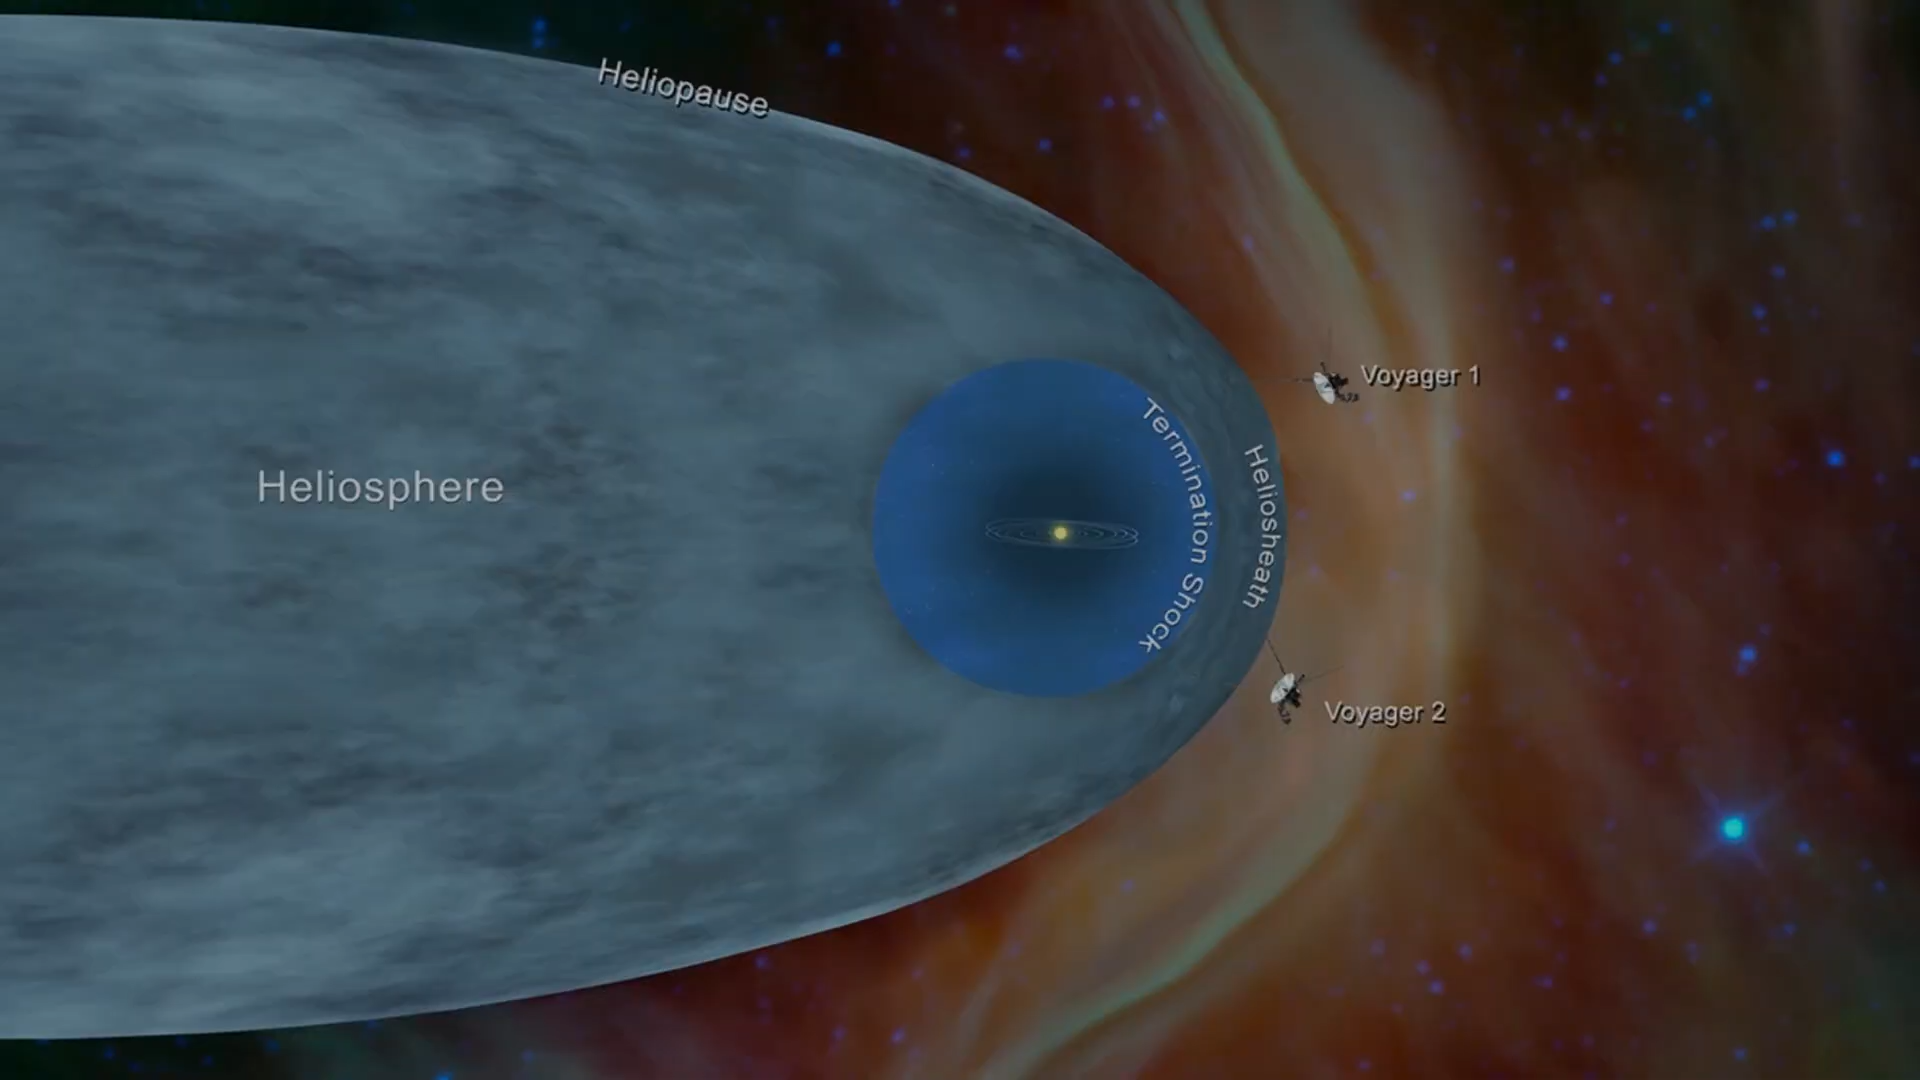 Heliopause
Voyager 1
Termination Shock
Heliosheath
Heliosphere
Voyager 2